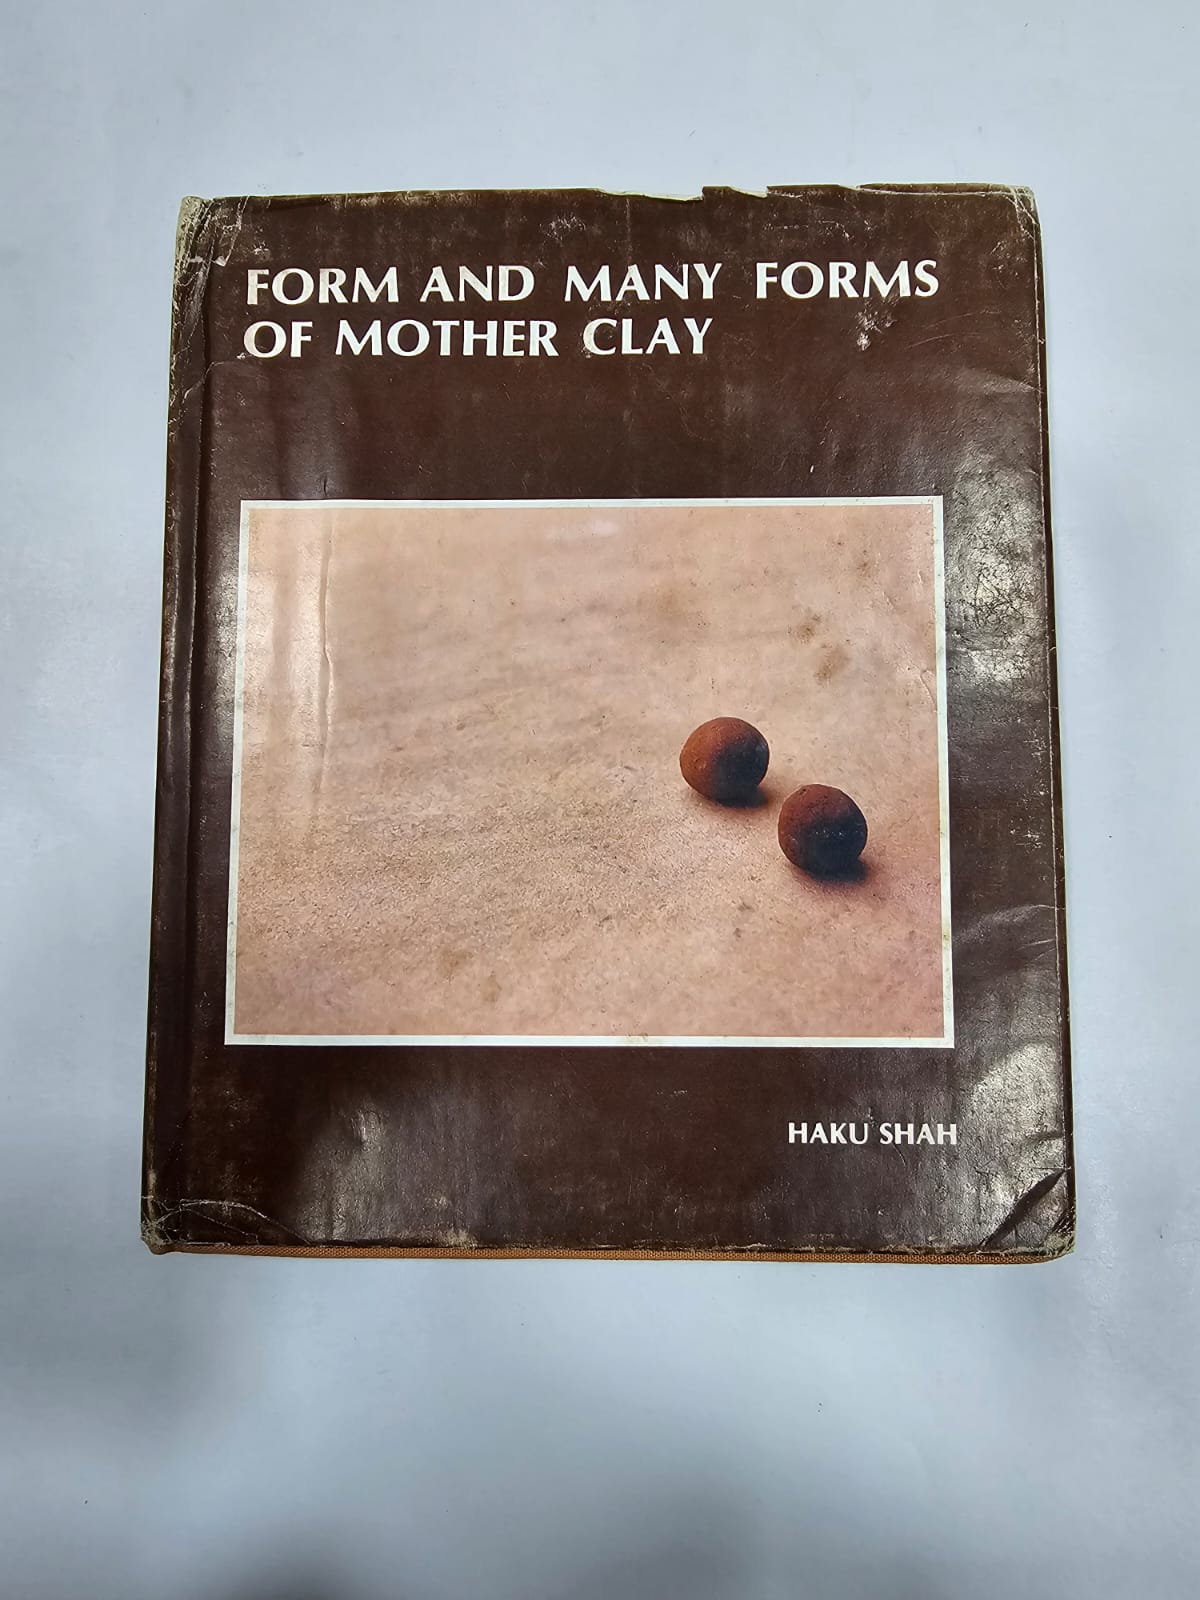 FORM AND MANY FORMS
OF MOTHER CLAY
HAKU SHAH